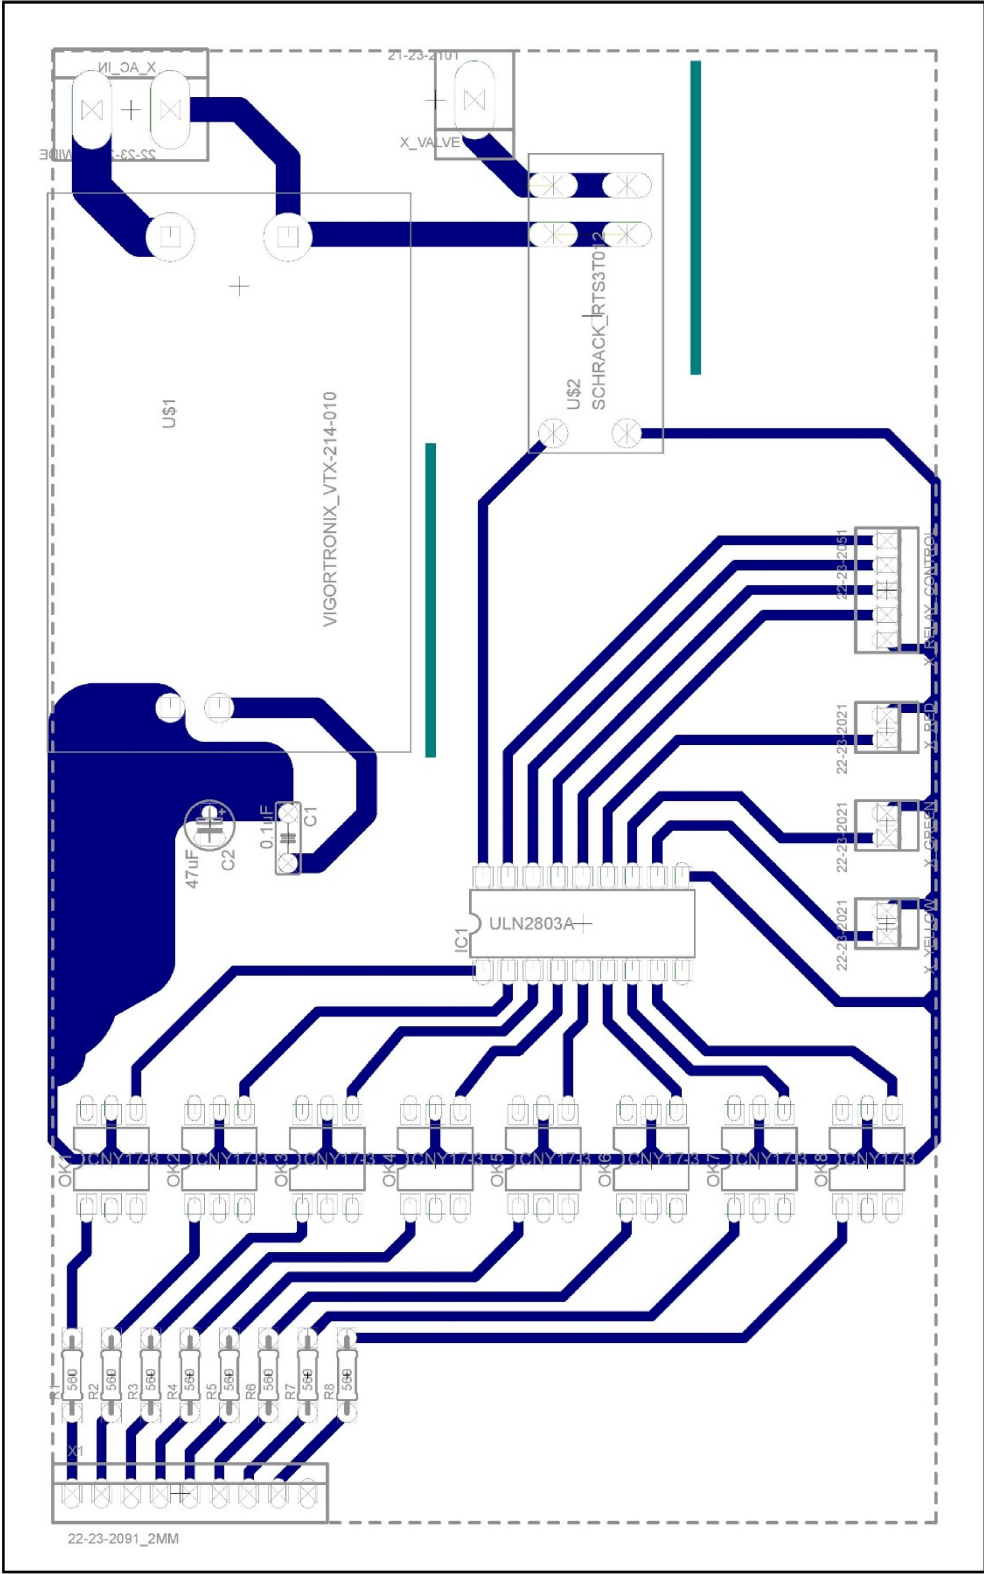 X_AC_IN
21-23-2101
X_VALVE
U$1
VIGORTRONIX_VTX-214-010
U$2
SCHRACK_RTS3T012
22-23-2051
X_RELAY_CONTROL
22-23-2021
X_RED
22-23-2021
X_GREEN
22-23-2021
X_YELLOW
0.1uF
C1
47uF
C2
+
IC1
ULN2803A
OK1
CNY17-3
OK2
CNY17-3
OK3
CNY17-3
OK4
CNY17-3
OK5
CNY17-3
OK6
CNY17-3
OK7
CNY17-3
OK8
CNY17-3
R1
560
R2
560
R3
560
R4
560
R5
560
R6
560
R7
560
R8
560
X1
22-23-2091_2MM